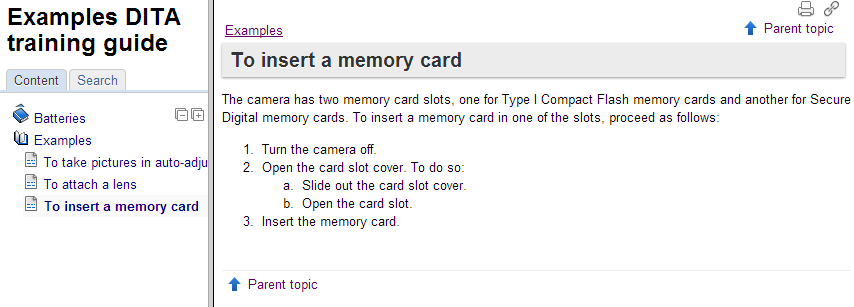 Examples DITA
training guide
Content
Search
Batteries
Examples
To take pictures in auto-adju
To attach a lens
To insert a memory card
Examples
Parent topic
To insert a memory card
The camera has two memory card slots, one for Type I Compact Flash memory cards and another for Secure
Digital memory cards. To insert a memory card in one of the slots, proceed as follows:
1. Turn the camera off.
2. Open the card slot cover. To do so:
a. Slide out the card slot cover.
b. Open the card slot.
3. Insert the memory card.
Parent topic